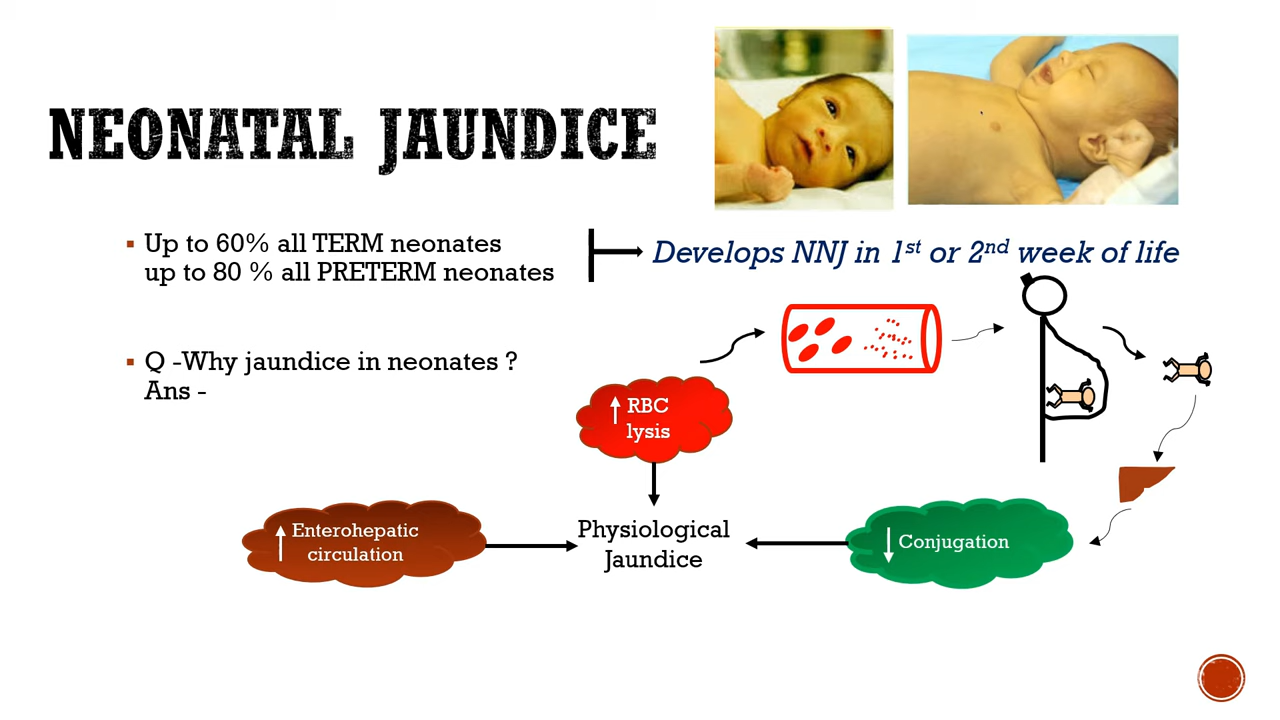 NEONATAL JAUNDICE
Up to 60% all TERM neonates
up to 80 % all PRETERM neonates
Develops NNJ in 1st or 2nd week of life
Q -Why jaundice in neonates ?
Ans -
↑ RBC
lysis
↑ Enterohepatic
circulation
Physiological
Jaundice
↓ Conjugation